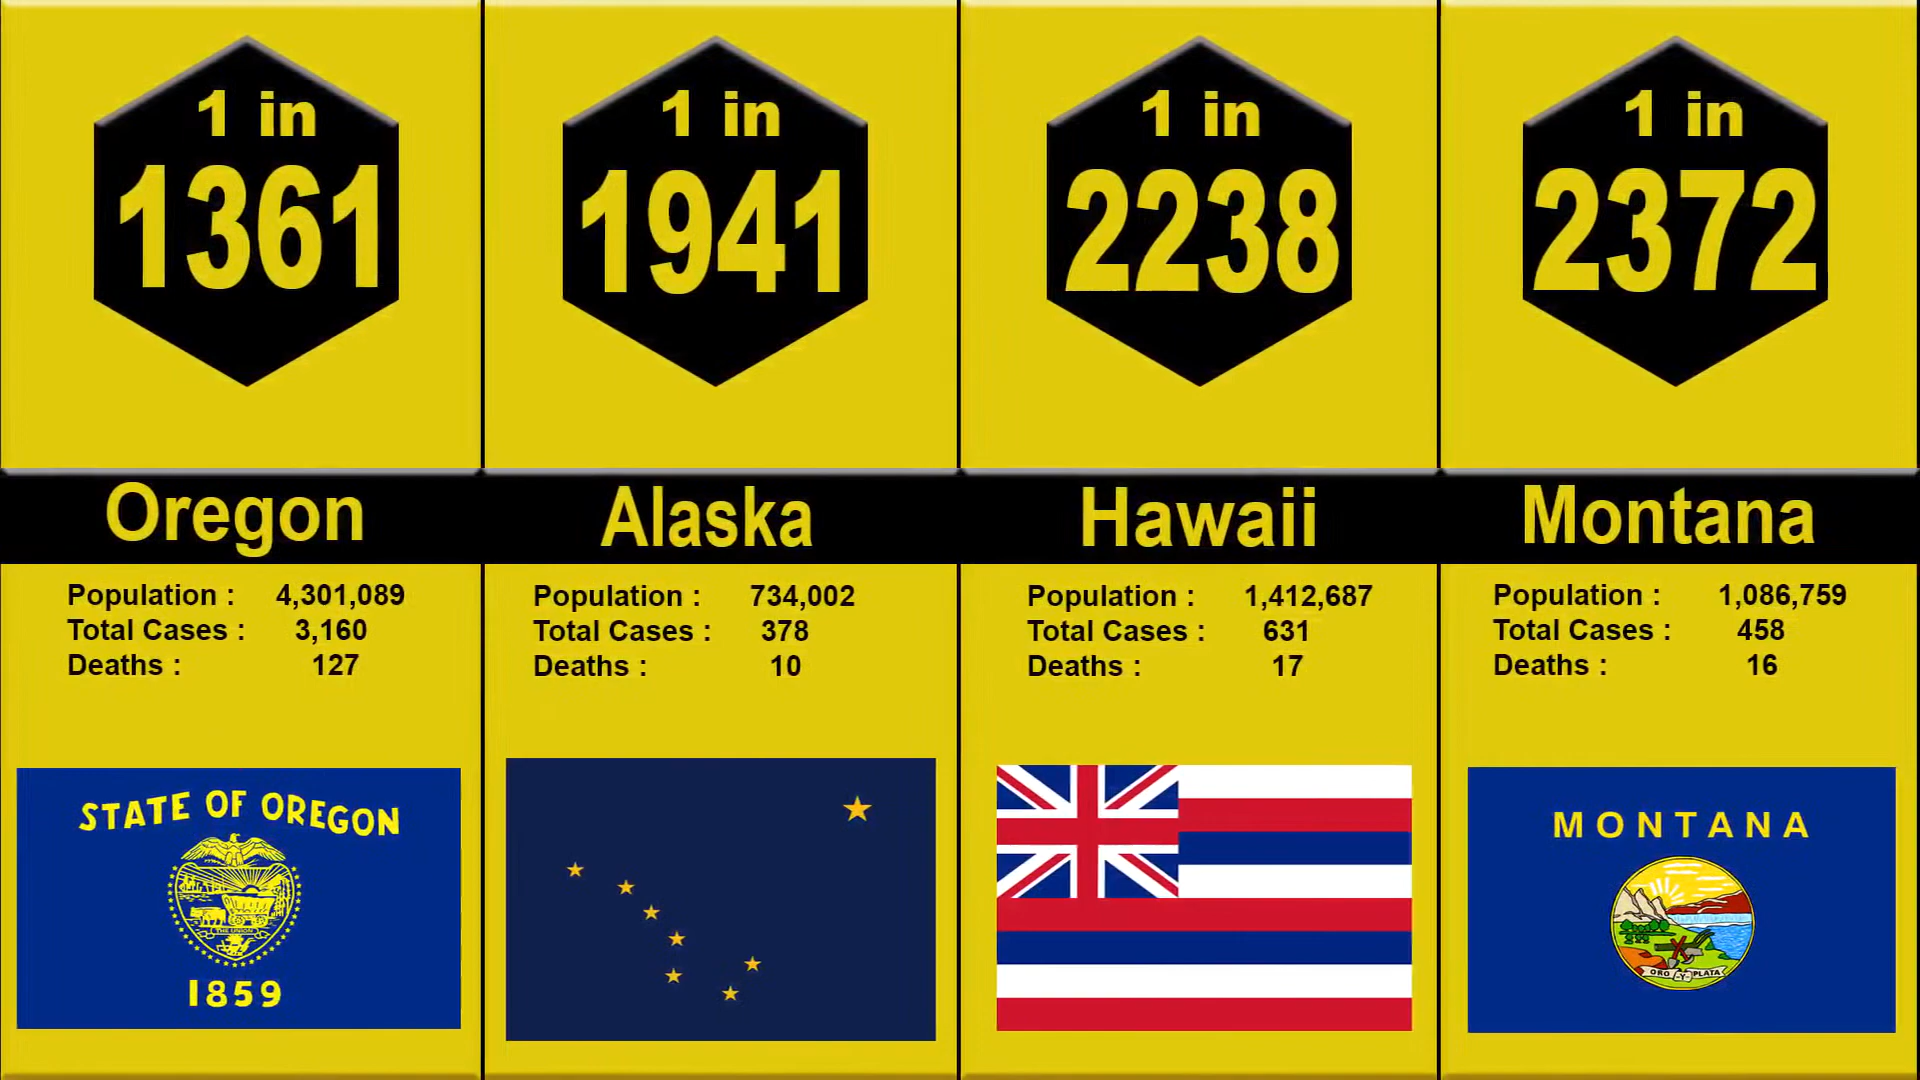 1 in
1361
1 in
1941
1 in
2238
1 in
2372
Oregon
Alaska
Hawaii
Montana
Population : 4,301,089
Total Cases : 3,160
Deaths : 127
Population : 734,002
Total Cases : 378
Deaths : 10
Population : 1,412,687
Total Cases : 631
Deaths : 17
Population : 1,086,759
Total Cases : 458
Deaths : 16
STATE OF OREGON
THE UNION
1859
MONTANA
ORO Y PLATA